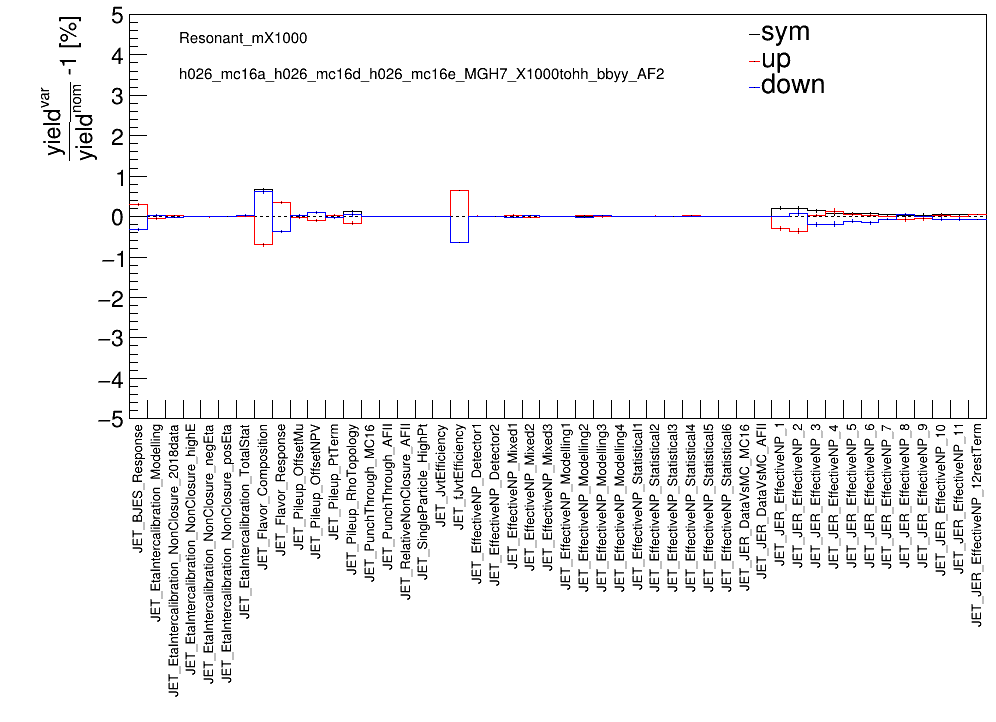 yield^var
yield^nom -1 [%]
5
4
3
2
1
0
−1
−2
−3
−4
−5
Resonant_mX1000
h026_mc16a_h026_mc16d_h026_mc16e_MGH7_X1000tohh_bbyy_AF2
sym
up
down
JET_BJES_Response
JET_EtaIntercalibration_Modelling
JET_EtaIntercalibration_NonClosure_2018data
JET_EtaIntercalibration_NonClosure_highE
JET_EtaIntercalibration_NonClosure_negEta
JET_EtaIntercalibration_NonClosure_posEta
JET_EtaIntercalibration_TotalStat
JET_Flavor_Composition
JET_Flavor_Response
JET_Pileup_OffsetMu
JET_Pileup_OffsetNPV
JET_Pileup_PtTerm
JET_Pileup_RhoTopology
JET_PunchThrough_MC16
JET_PunchThrough_AFII
JET_RelativeNonClosure_AFII
JET_SingleParticle_HighPt
JET_JvtEfficiency
JET_fJvtEfficiency
JET_EffectiveNP_Detector1
JET_EffectiveNP_Detector2
JET_EffectiveNP_Mixed1
JET_EffectiveNP_Mixed2
JET_EffectiveNP_Mixed3
JET_EffectiveNP_Modelling1
JET_EffectiveNP_Modelling2
JET_EffectiveNP_Modelling3
JET_EffectiveNP_Modelling4
JET_EffectiveNP_Statistical1
JET_EffectiveNP_Statistical2
JET_EffectiveNP_Statistical3
JET_EffectiveNP_Statistical4
JET_EffectiveNP_Statistical5
JET_EffectiveNP_Statistical6
JET_JER_DataVsMC_MC16
JET_JER_DataVsMC_AFII
JET_JER_EffectiveNP_1
JET_JER_EffectiveNP_2
JET_JER_EffectiveNP_3
JET_JER_EffectiveNP_4
JET_JER_EffectiveNP_5
JET_JER_EffectiveNP_6
JET_JER_EffectiveNP_7
JET_JER_EffectiveNP_8
JET_JER_EffectiveNP_9
JET_JER_EffectiveNP_10
JET_JER_EffectiveNP_11
JET_JER_EffectiveNP_12restTerm